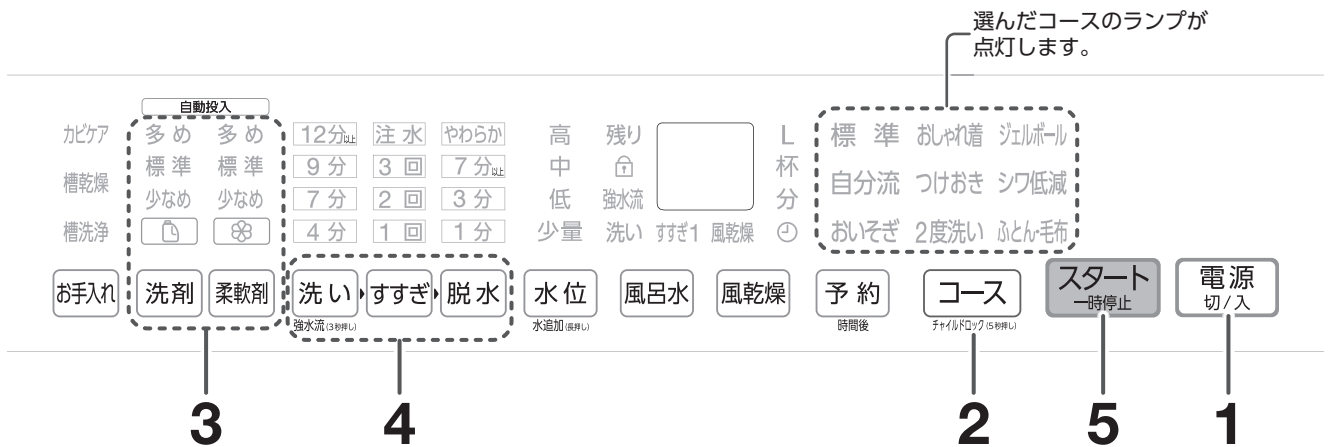 選んだコースのランプが
点灯します。
自動投入
カビケア 多め 多め 12分以上 注水 やわらか 高 残り L 標準 おしゃれ着 ジェルボール
標準 標準 9分 3回 7分以上 中 杯
槽乾燥 自分流 つけおき シワ低減
少なめ 少なめ 7分 2回 3分 低 強水流 分
槽洗浄 4分 1回 1分 少量 洗い すすぎ1 風乾燥 おいそぎ 2度洗い ふとん・毛布
お手入れ 洗剤 柔軟剤 洗い すすぎ 脱水 水位 風呂水 風乾燥 予約 コース スタート 電源
一時停止 切/入
強水流(3秒押し) 水追加(長押し) 時間後 チャイルドロック(5秒押し)
3 4 2 5 1